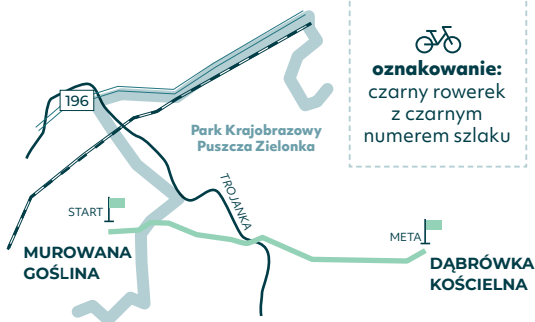 196
oznakowanie:
czarny rowerek
z czarnym
numerem szlaku
Park Krajobrazowy
Puszcza Zielonka
TROJANKA
START
MUROWANA
GOŚLINA
META
DĄBRÓWKA
KOŚCIELNA